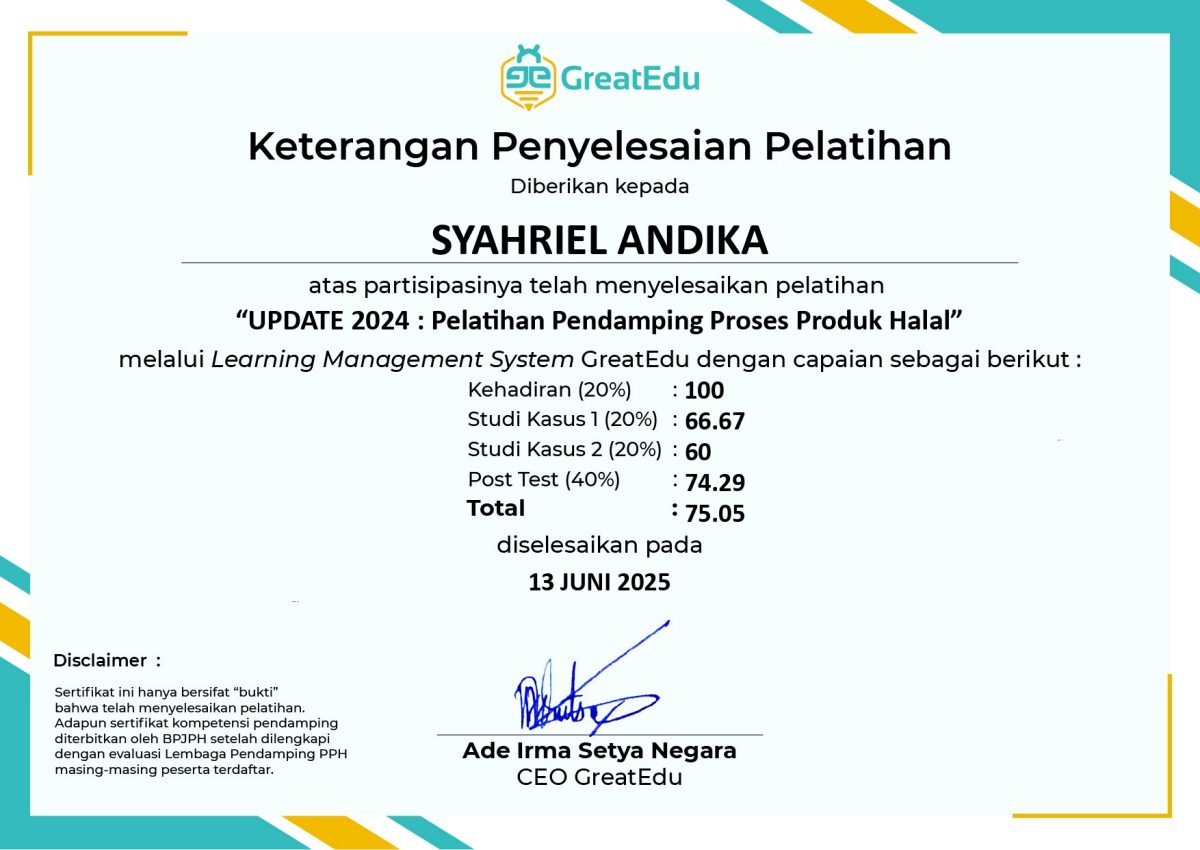 GreatEdu
Keterangan Penyelesaian Pelatihan
Diberikan kepada
SYAHRIEL ANDIKA
atas partisipasinya telah menyelesaikan pelatihan
“UPDATE 2024 : Pelatihan Pendamping Proses Produk Halal”
melalui Learning Management System GreatEdu dengan capaian sebagai berikut :
Kehadiran (20%) : 100
Studi Kasus 1 (20%) : 66.67
Studi Kasus 2 (20%) : 60
Post Test (40%) : 74.29
Total : 75.05
diselesaikan pada
13 JUNI 2025
Disclaimer :
Sertifikat ini hanya bersifat “bukti”
bahwa telah menyelesaikan pelatihan.
Adapun sertifikat kompetensi pendamping
diterbitkan oleh BPJPH setelah dilengkapi
dengan evaluasi Lembaga Pendamping PPH
masing-masing peserta terdaftar.
Ade Irma Setya Negara
CEO GreatEdu